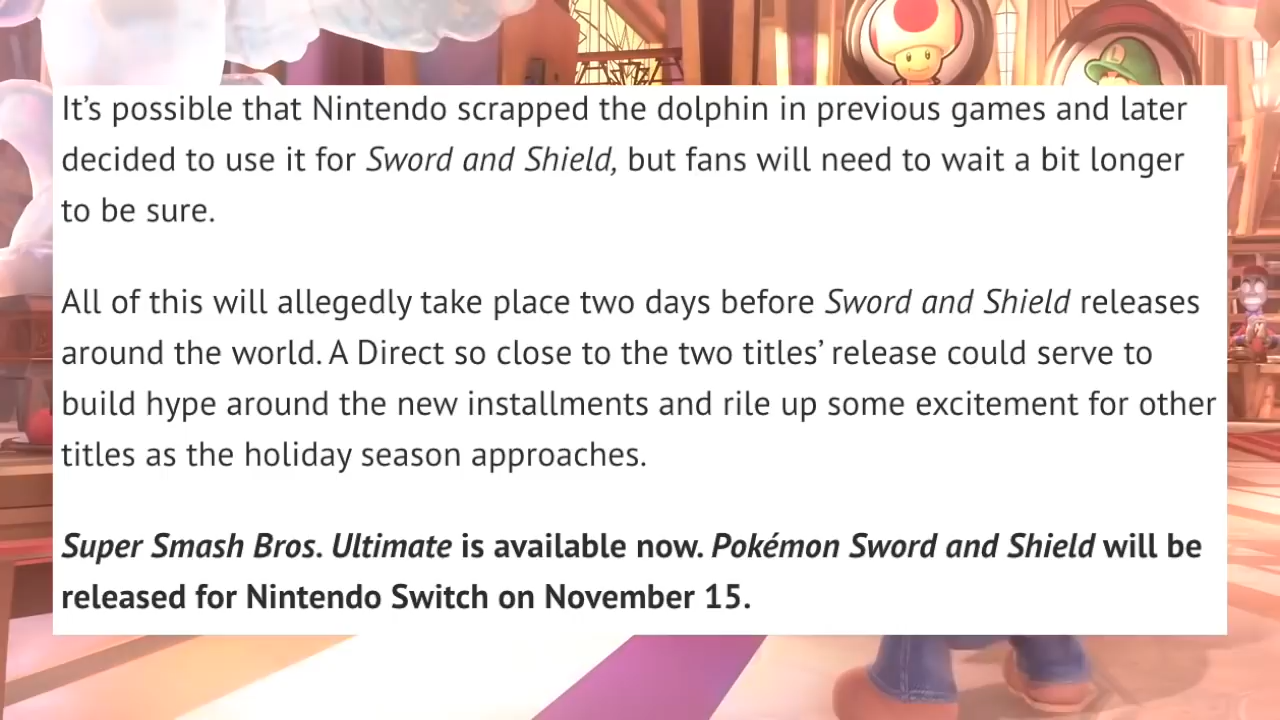 It’s possible that Nintendo scrapped the dolphin in previous games and later
decided to use it for Sword and Shield, but fans will need to wait a bit longer
to be sure.
All of this will allegedly take place two days before Sword and Shield releases
around the world. A Direct so close to the two titles’ release could serve to
build hype around the new installments and rile up some excitement for other
titles as the holiday season approaches.
Super Smash Bros. Ultimate is available now. Pokémon Sword and Shield will be
released for Nintendo Switch on November 15.